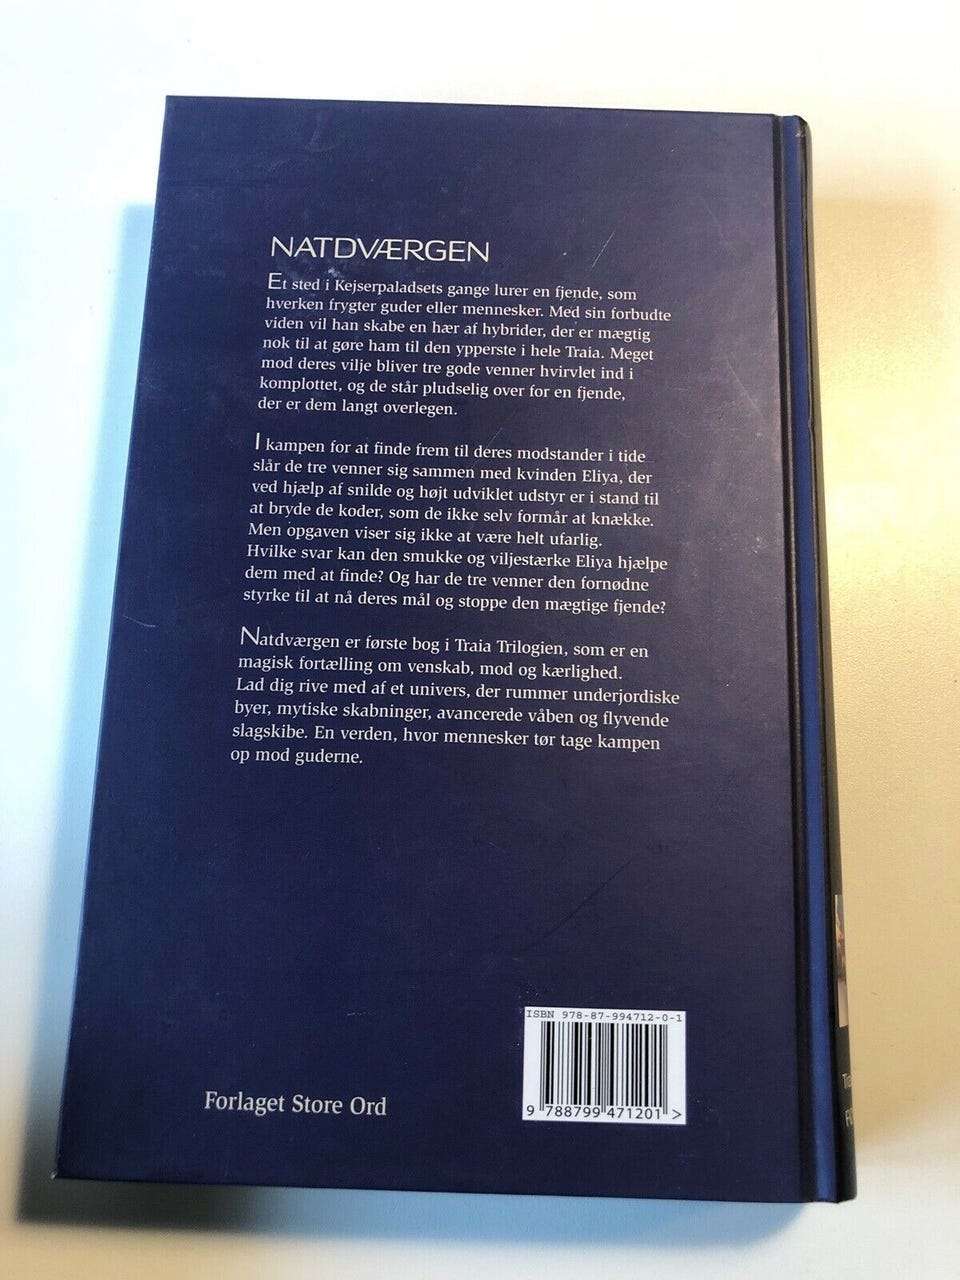 NATDVÆRGEN
Et sted i Kejserpaladsets gange lurer en fjende, som
hverken frygter guder eller mennesker. Med sin forbudte
viden vil han skabe en hær af hybrider, der er mægtig
nok til at gøre ham til den ypperste i hele Traia. Meget
mod deres vilje bliver tre gode venner hvirvlet ind i
komplottet, og de står pludselig over for en fjende,
der er dem langt overlegen.
I kampen for at finde frem til deres modstander i tide
slår de tre venner sig sammen med kvinden Eliya, der
ved hjælp af snilde og højt udviklet udstyr er i stand til
at bryde de koder, som de ikke selv formår at knække.
Men opgaven viser sig ikke at være helt ufarlig.
Hvilke svar kan den smukke og viljestærke Eliya hjælpe
dem med at finde? Og har de tre venner den fornødne
styrke til at nå deres mål og stoppe den mægtige fjende?
Natdværgen er første bog i Traia Trilogien, som er en
magisk fortælling om venskab, mod og kærlighed.
Lad dig rive med af et univers, der rummer underjordiske
byer, mytiske skabninger, avancerede våben og flyvende
slagskibe. En verden, hvor mennesker tør tage kampen
op mod guderne.
ISBN 978-87-994712-0-1
9 788799 471201 >
Forlaget Store Ord